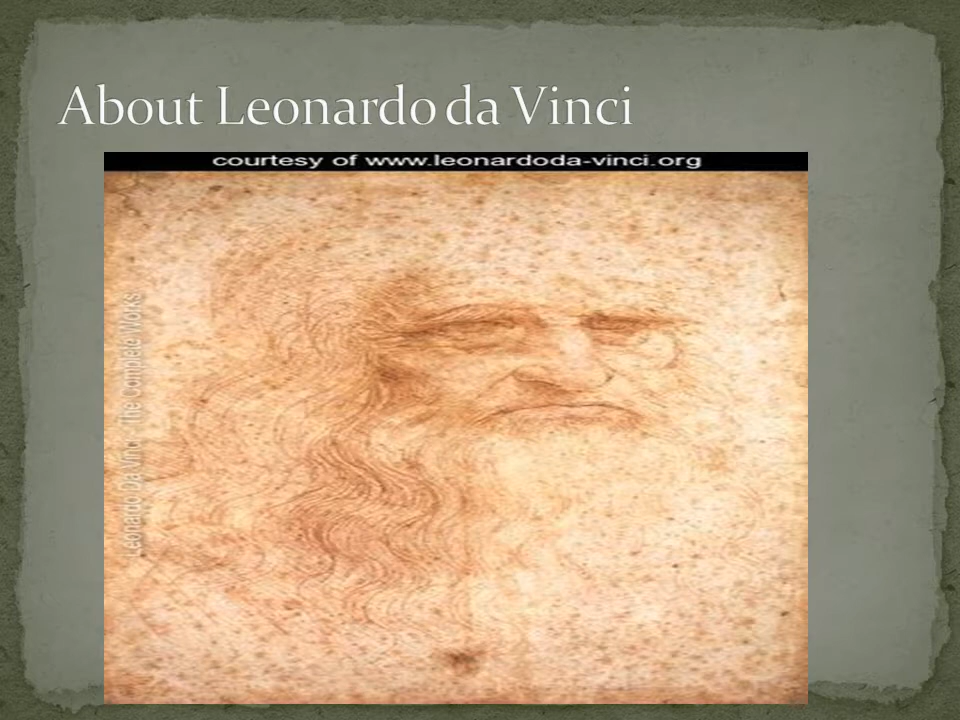 About Leonardo da Vinci
courtesy of www.leonardoda-vinci.org
Leonardo Da Vinci - the Complete Works